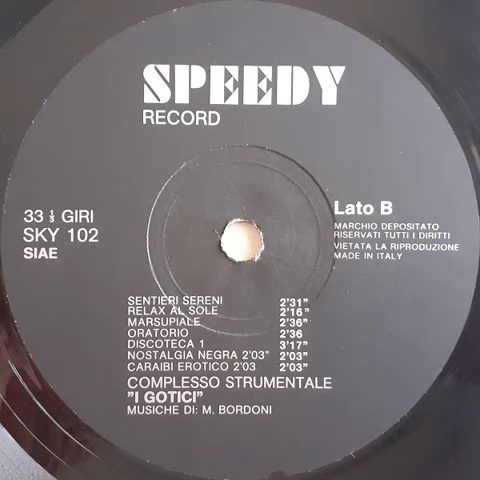 SPEEDY
RECORD
33 ⅓ GIRI
SKY 102
SIAE
Lato B
MARCHIO DEPOSITATO
RISERVATI TUTTI I DIRITTI
VIETATA LA RIPRODUZIONE
MADE IN ITALY
SENTIERI SERENI 2'31"
RELAX AL SOLE 2'16"
MARSUPIALE 2'36"
ORATORIO 2'36
DISCOTECA 1 3'17"
NOSTALGIA NEGRA 2'03" 2'03"
CARAIBI EROTICO 2'03 2'03"
COMPLESSO STRUMENTALE
"I GOTICI"
MUSICHE DI: M. BORDONI